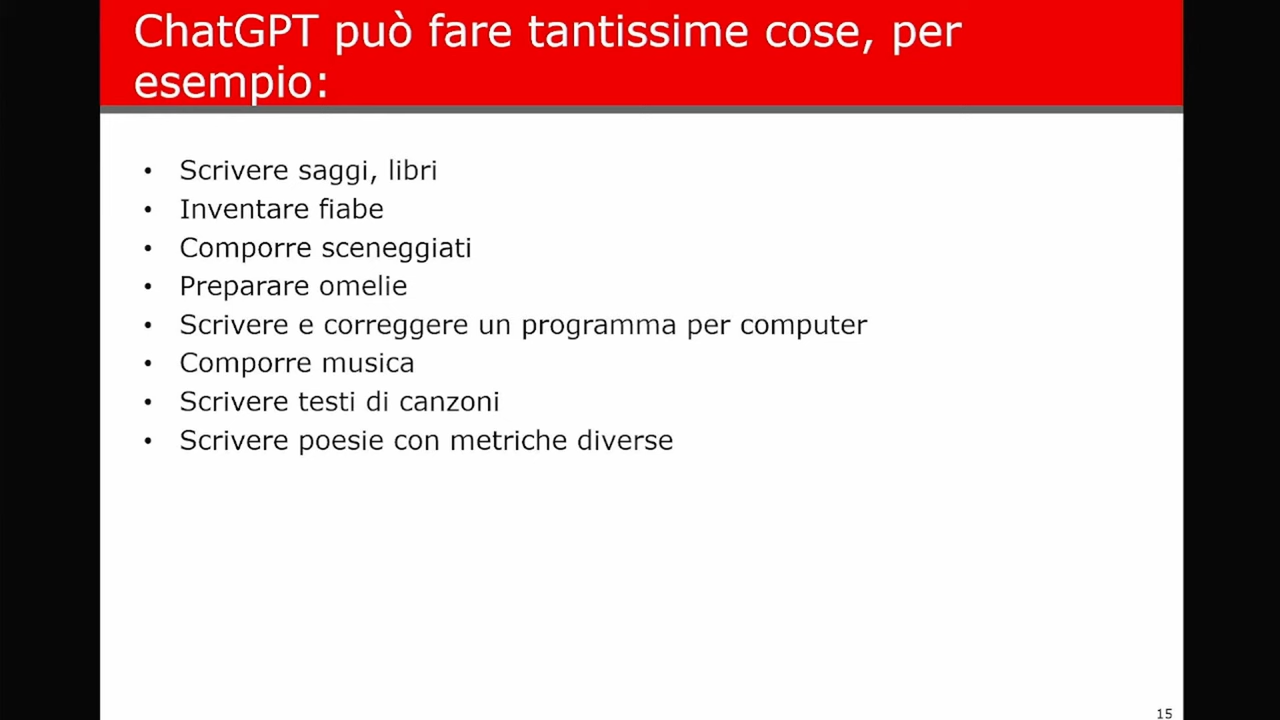 ChatGPT può fare tantissime cose, per
esempio:
• Scrivere saggi, libri
• Inventare fiabe
• Comporre sceneggiati
• Preparare omelie
• Scrivere e correggere un programma per computer
• Comporre musica
• Scrivere testi di canzoni
• Scrivere poesie con metriche diverse
15